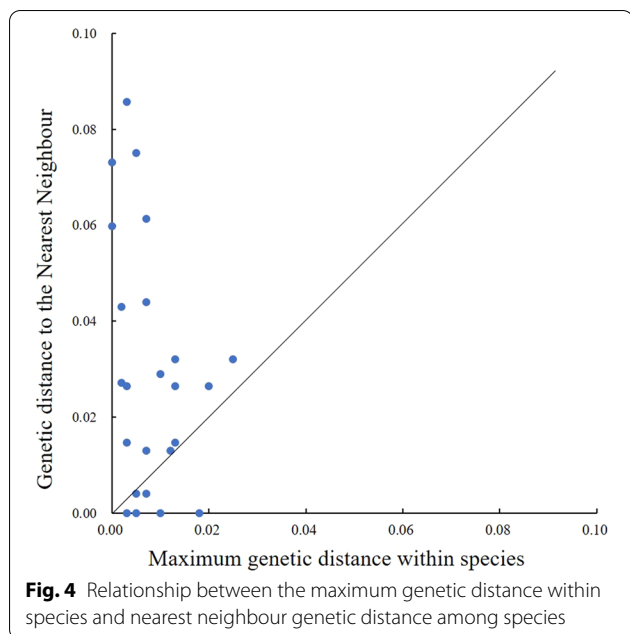 0.10
0.08
0.06
0.04
0.02
0.00
Genetic distance to the Nearest Neighbour
0.00 0.02 0.04 0.06 0.08 0.10
Maximum genetic distance within species
Fig. 4 Relationship between the maximum genetic distance within
species and nearest neighbour genetic distance among species